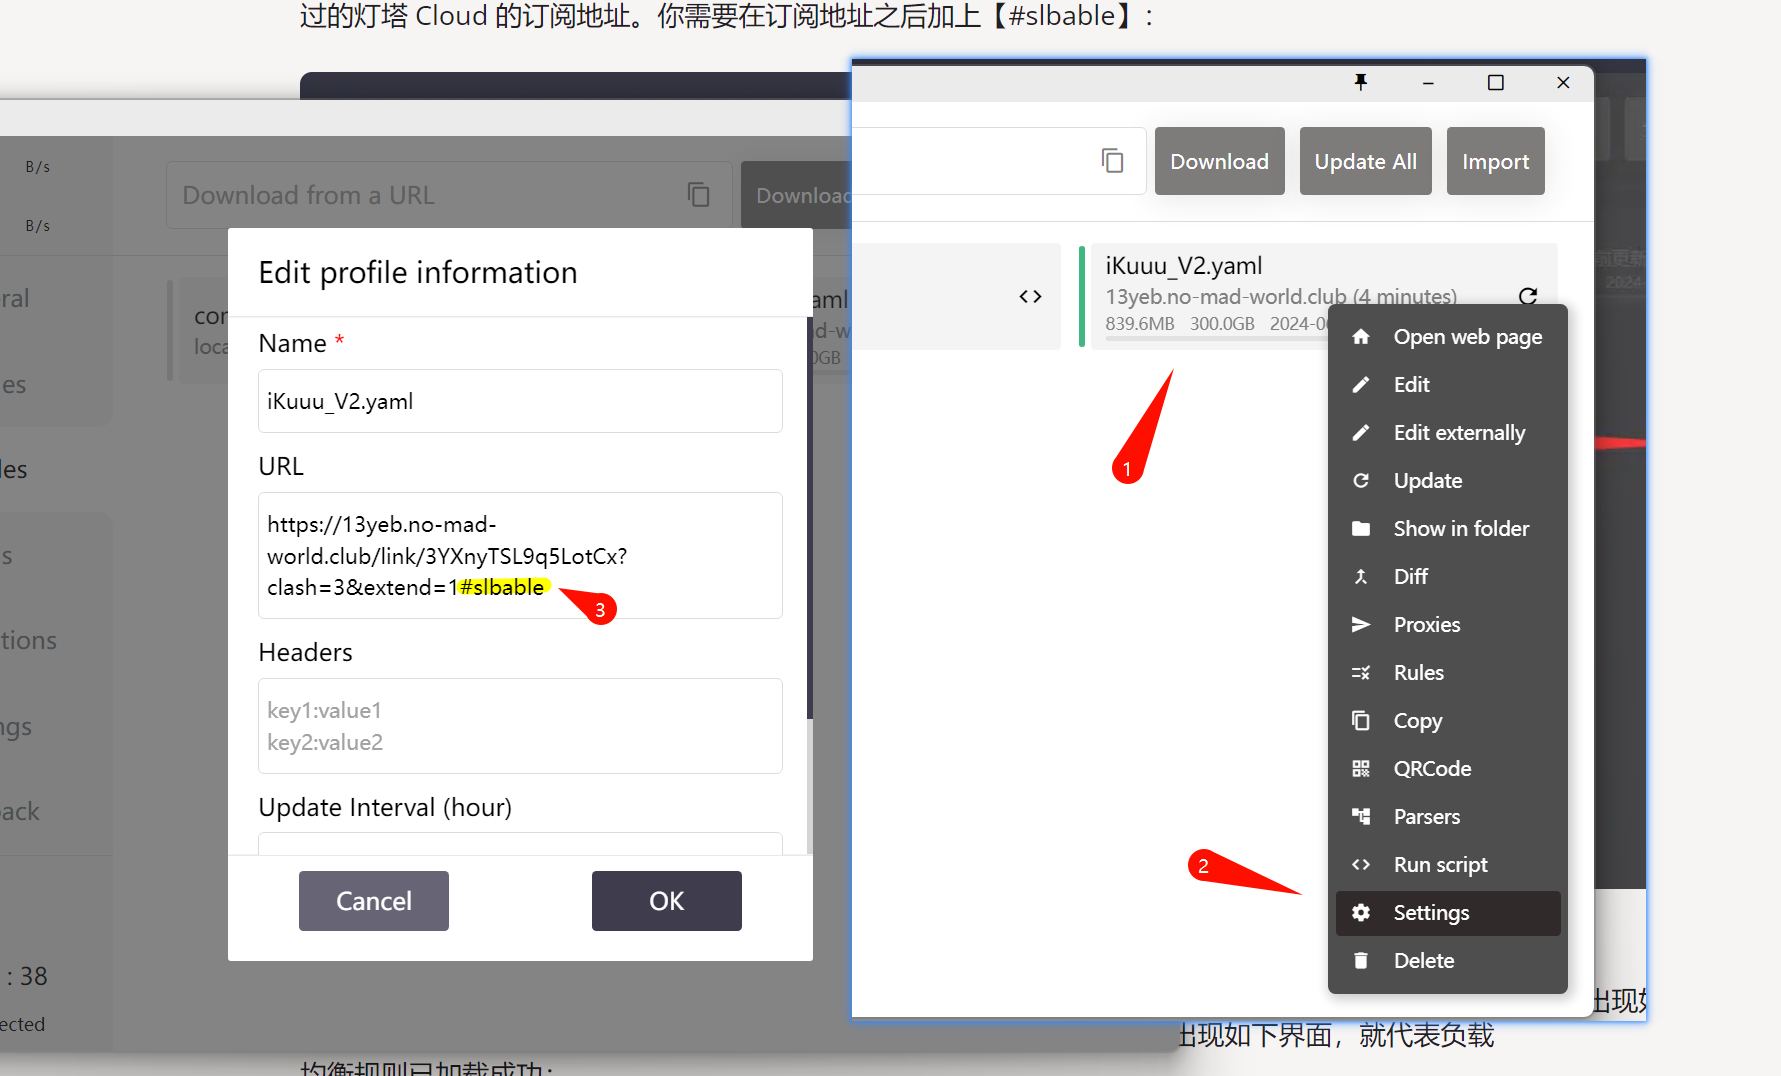 过的灯塔 Cloud 的订阅地址。你需要在订阅地址之后加上【#slbable】:
B/s
B/s
Download from a URL
Download
Download
Update All
Import
iKuuu_V2.yaml
13yeb.no-mad-world.club (4 minutes)
839.6MB 300.0GB 2024-0
Open web page
Edit
Edit externally
Update
Show in folder
Diff
Proxies
Rules
Copy
QRCode
Parsers
Run script
Settings
Delete
1
2
ral
es
les
s
tions
ngs
ack
: 38
ected
con
loca
aml
d-w
0GB
Edit profile information
Name *
iKuuu_V2.yaml
URL
https://13yeb.no-mad-
world.club/link/3YXnyTSL9q5LotCx?
clash=3&extend=1#slbable
3
Headers
key1:value1
key2:value2
Update Interval (hour)
Cancel
OK
出现如
出现如下界面，就代表负载
均衡规则已加载成功：